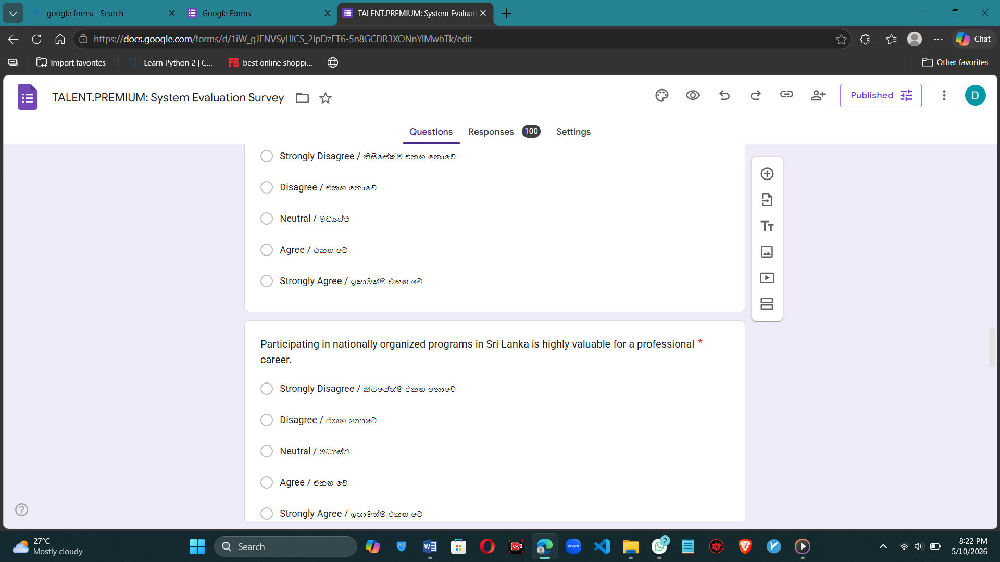 google forms - Search
Google Forms
TALENT.PREMIUM: System Evaluati
https://docs.google.com/forms/d/1iW_gJENVSyHlCS_2lpDzET6-5n8GCDR3XONnYlMwbTk/edit
Chat
Import favorites
Learn Python 2 | C...
FB best online shoppi...
Other favorites
TALENT.PREMIUM: System Evaluation Survey
Published
D
Questions
Responses 100
Settings
Strongly Disagree / කිසිසේත්ම එකඟ නොවේ
Disagree / එකඟ නොවේ
Neutral / මධ්‍යස්ථ
Agree / එකඟ වේ
Strongly Agree / ඉතාමත්ම එකඟ වේ
Tт
Participating in nationally organized programs in Sri Lanka is highly valuable for a professional *
career.
Strongly Disagree / කිසිසේත්ම එකඟ නොවේ
Disagree / එකඟ නොවේ
Neutral / මධ්‍යස්ථ
Agree / එකඟ වේ
Strongly Agree / ඉතාමත්ම එකඟ වේ
27°C
Mostly cloudy
Search
zoom
2
8:22 PM
5/10/2026